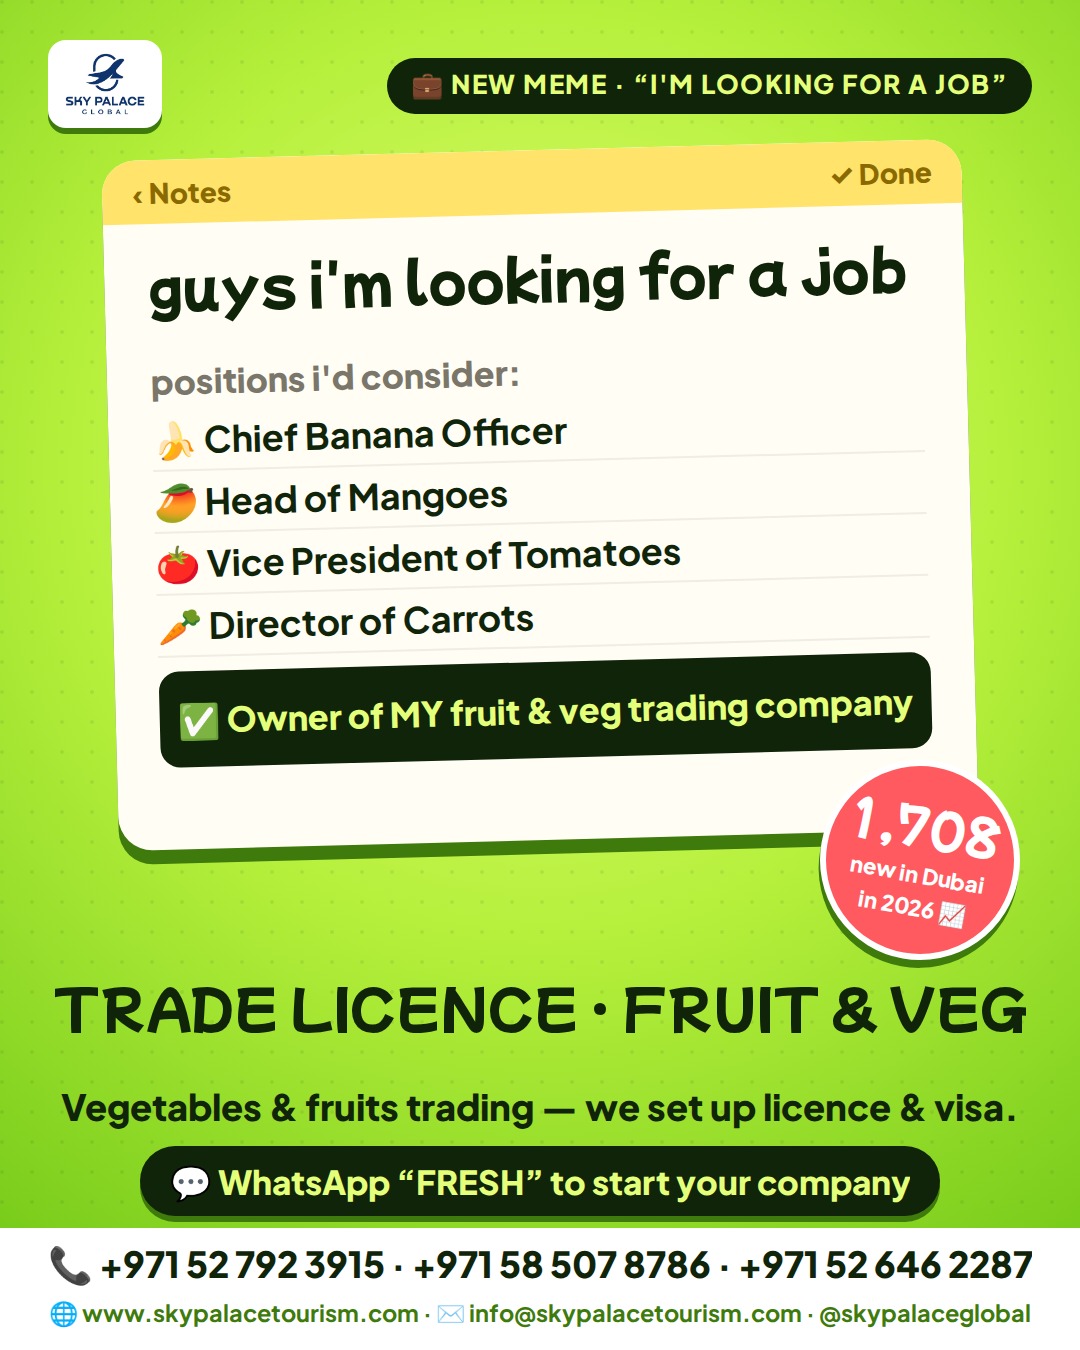 SKY PALACE
GLOBAL
💼 NEW MEME · “I'M LOOKING FOR A JOB”
‹ Notes
✓ Done
guys i'm looking for a job
positions i'd consider:
🍌 Chief Banana Officer
🥭 Head of Mangoes
🍅 Vice President of Tomatoes
🥕 Director of Carrots
✅ Owner of MY fruit & veg trading company
1,708
new in Dubai
in 2026 📈
TRADE LICENCE · FRUIT & VEG
Vegetables & fruits trading — we set up licence & visa.
💬 WhatsApp “FRESH” to start your company
📞 +971 52 792 3915 · +971 58 507 8786 · +971 52 646 2287
🌐 www.skypalacetourism.com · ✉️ info@skypalacetourism.com · @skypalaceglobal